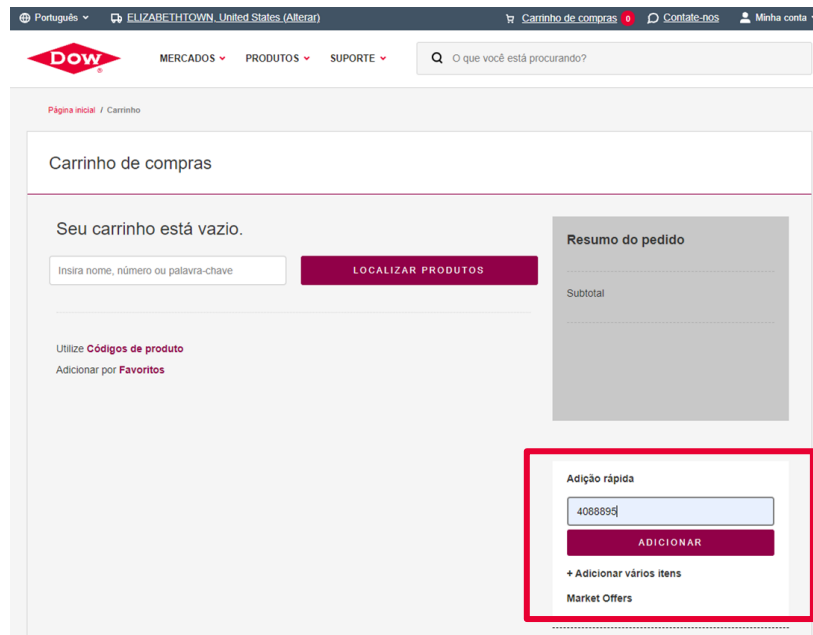 Português ELIZABETHTOWN, United States (Alterar) Carrinho de compras 0 Contate-nos Minha conta
DOW MERCADOS PRODUTOS SUPORTE O que você está procurando?
Página inicial / Carrinho
Carrinho de compras
Seu carrinho está vazio.
Insira nome, número ou palavra-chave LOCALIZAR PRODUTOS
Utilize Códigos de produto
Adicionar por Favoritos
Resumo do pedido
Subtotal
Adição rápida
4088895
ADICIONAR
+ Adicionar vários itens
Market Offers